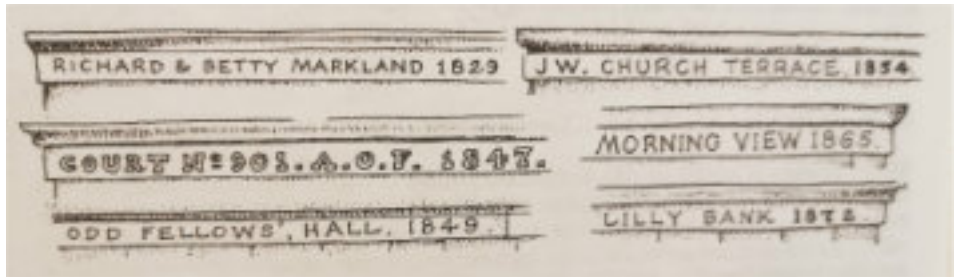 RICHARD & BETTY MARKLAND 1829
J.W. CHURCH TERRACE. 1854
COURT Nº 901. A.O.F. 1847.
MORNING VIEW 1865.
ODD FELLOWS', HALL, 1849.
LILLY BANK 1872.